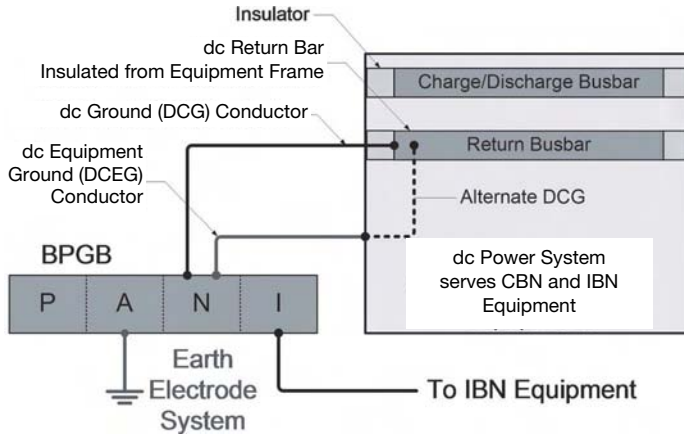 Insulator
dc Return Bar
Insulated from Equipment Frame
Charge/Discharge Busbar
dc Ground (DCG) Conductor
Return Busbar
dc Equipment
Ground (DCEG)
Conductor
Alternate DCG
BPGB
dc Power System
serves CBN and IBN
Equipment
P A N I
Earth
Electrode
System
To IBN Equipment